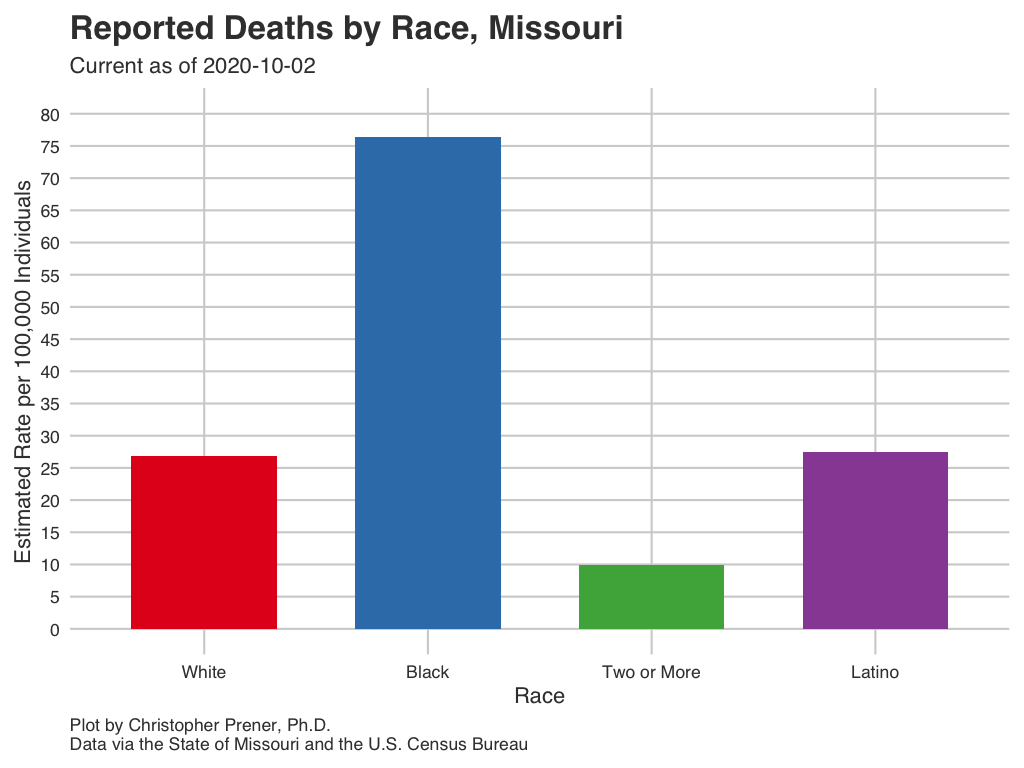 Reported Deaths by Race, Missouri
Current as of 2020-10-02
Estimated Rate per 100,000 Individuals
80
75
70
65
60
55
50
45
40
35
30
25
20
15
10
5
0
White Black Two or More Latino
Race
Plot by Christopher Prener, Ph.D.
Data via the State of Missouri and the U.S. Census Bureau